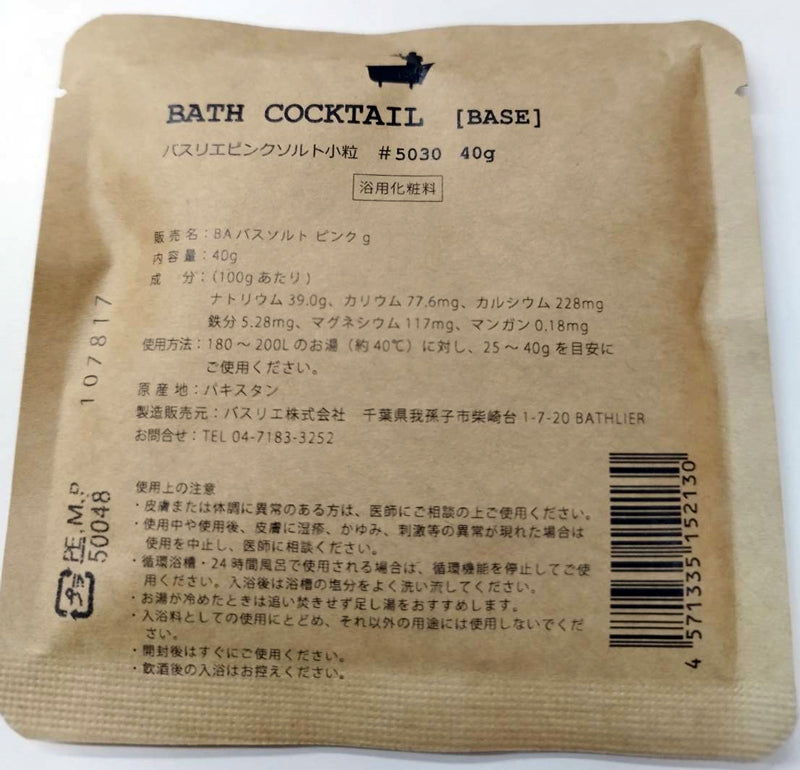 BATH COCKTAIL [BASE]
バスリエピンクソルト小粒 #5030 40g
浴用化粧料
販売名:BAバスソルト ピンクg
内容量:40g
成 分:(100gあたり)
ナトリウム39.0g、カリウム77.6mg、カルシウム228mg
鉄分5.28mg、マグネシウム117mg、マンガン0.18mg
使用方法:180~200Lのお湯(約40℃)に対し、25~40gを目安に
ご使用ください。
原産地:パキスタン
製造販売元:バスリエ株式会社 千葉県我孫子市柴崎台1-7-20 BATHLIER
お問合せ:TEL 04-7183-3252
使用上の注意
・皮膚または体調に異常のある方は、医師にご相談の上ご使用ください。
・使用中や使用後、皮膚に湿疹、かゆみ、刺激等の異常が現れた場合は
使用を中止し、医師に相談ください。
・循環浴槽・24時間風呂で使用される場合は、循環機能を停止してご使
用ください。入浴後は浴槽の塩分をよく洗い流してください。
・お湯が冷めたときは追い焚きせず足し湯をおすすめします。
・入浴料としての使用にとどめ、それ以外の用途には使用しないでくだ
さい。
・開封後はすぐにご使用ください。
・飲酒後の入浴はお控えください。
107817
PE,M,P
50048
プラ
4 571335 152130